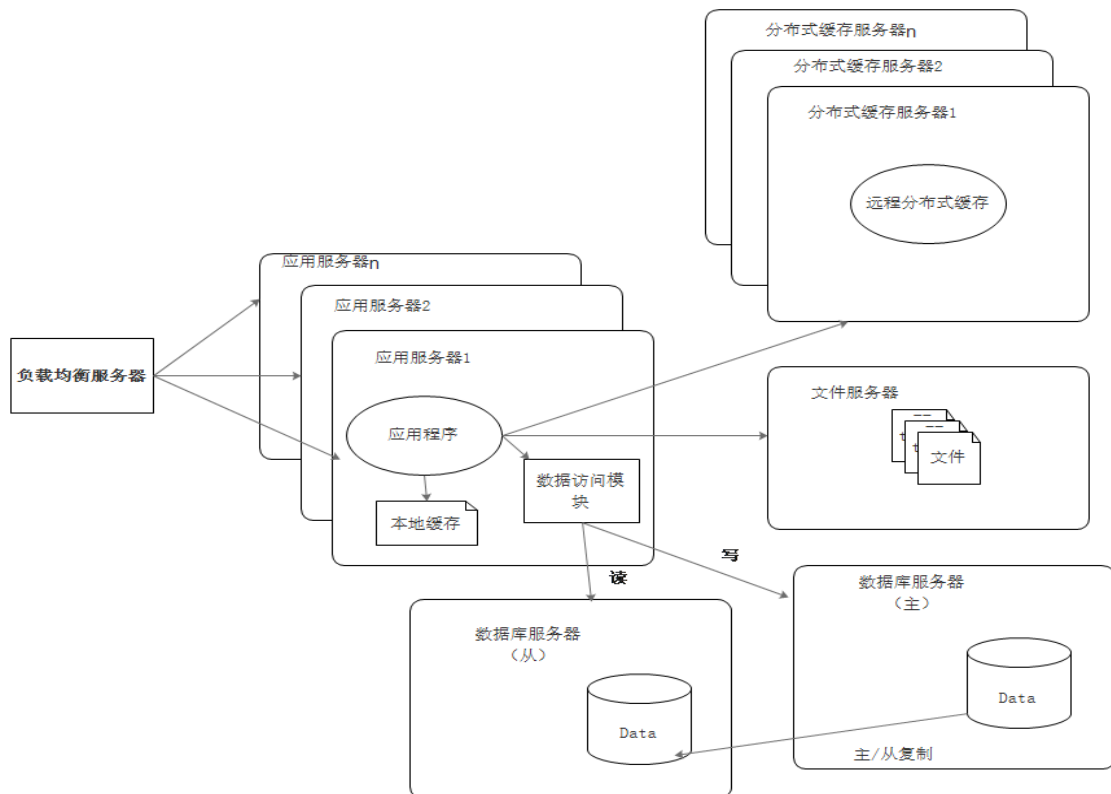 分布式缓存服务器n
分布式缓存服务器2
分布式缓存服务器1
远程分布式缓存
应用服务器n
应用服务器2
应用服务器1
负载均衡服务器
应用程序
本地缓存
数据访问模
块
文件服务器
文件
写
读
数据库服务器
（主）
Data
数据库服务器
（从）
Data
主/从复制